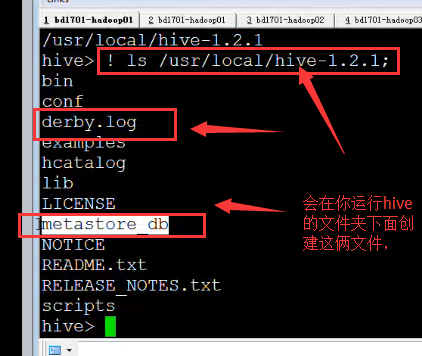 1 bd1701-hadoop01
2 bd1701-hadoop01
3 bd1701-hadoop02
4 bd1701-hadoop03
/usr/local/hive-1.2.1
hive> ! ls /usr/local/hive-1.2.1;
bin
conf
derby.log
examples
hcatalog
lib
LICENSE
metastore_db
NOTICE
README.txt
RELEASE_NOTES.txt
scripts
hive>
会在你运行hive
的文件夹下面创
建这俩文件,